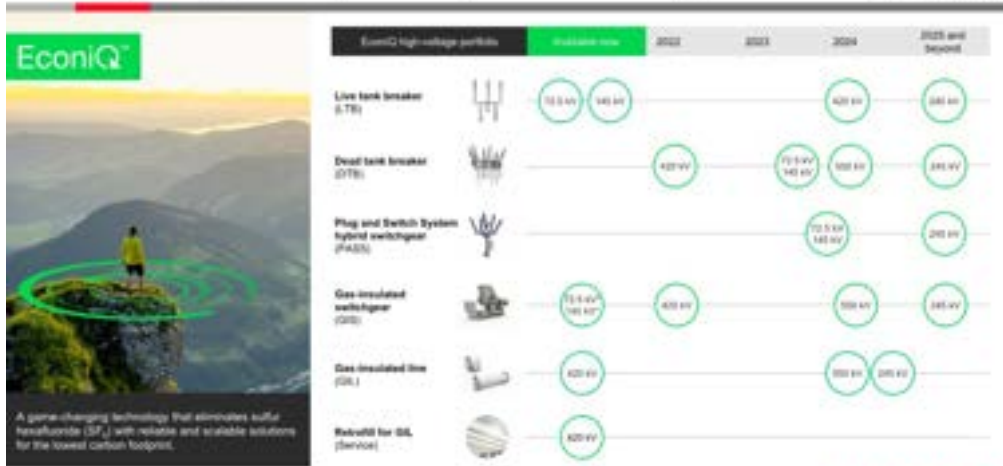 EconiQ™
A game-changing technology that eliminates sulfur
hexafluoride (SF₆) with reliable and scalable solutions
for the lowest carbon footprint.
EconiQ high-voltage portfolio
Available now
2022
2023
2024
2025 and
beyond
Live tank breaker
(LTB)
72.5 kV
145 kV
420 kV
245 kV
Dead tank breaker
(DTB)
420 kV
72.5 kV
145 kV
550 kV
245 kV
Plug and Switch System
hybrid switchgear
(PASS)
72.5 kV
145 kV
245 kV
Gas-insulated
switchgear
(GIS)
72.5 kV*
145 kV*
420 kV
550 kV
245 kV
Gas-insulated line
(GIL)
420 kV
550 kV
245 kV
Retrofill for GIL
(Service)
420 kV